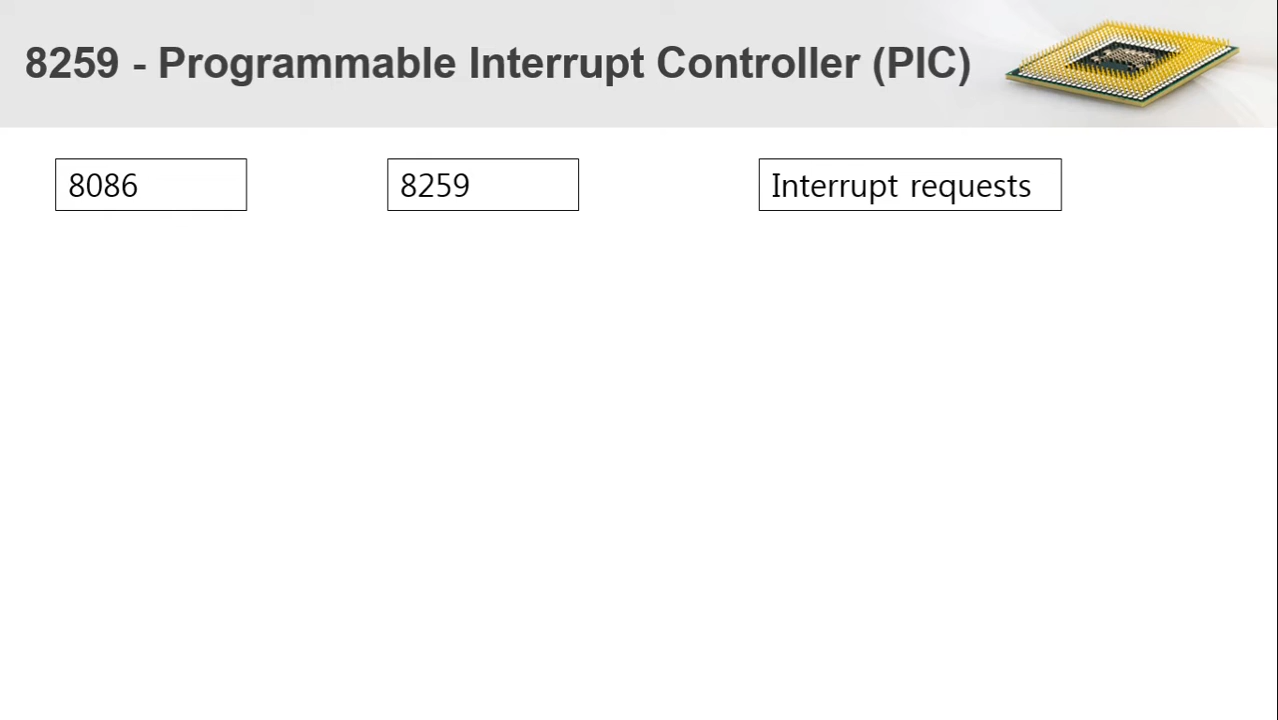 8259 - Programmable Interrupt Controller (PIC)
8086
8259
Interrupt requests